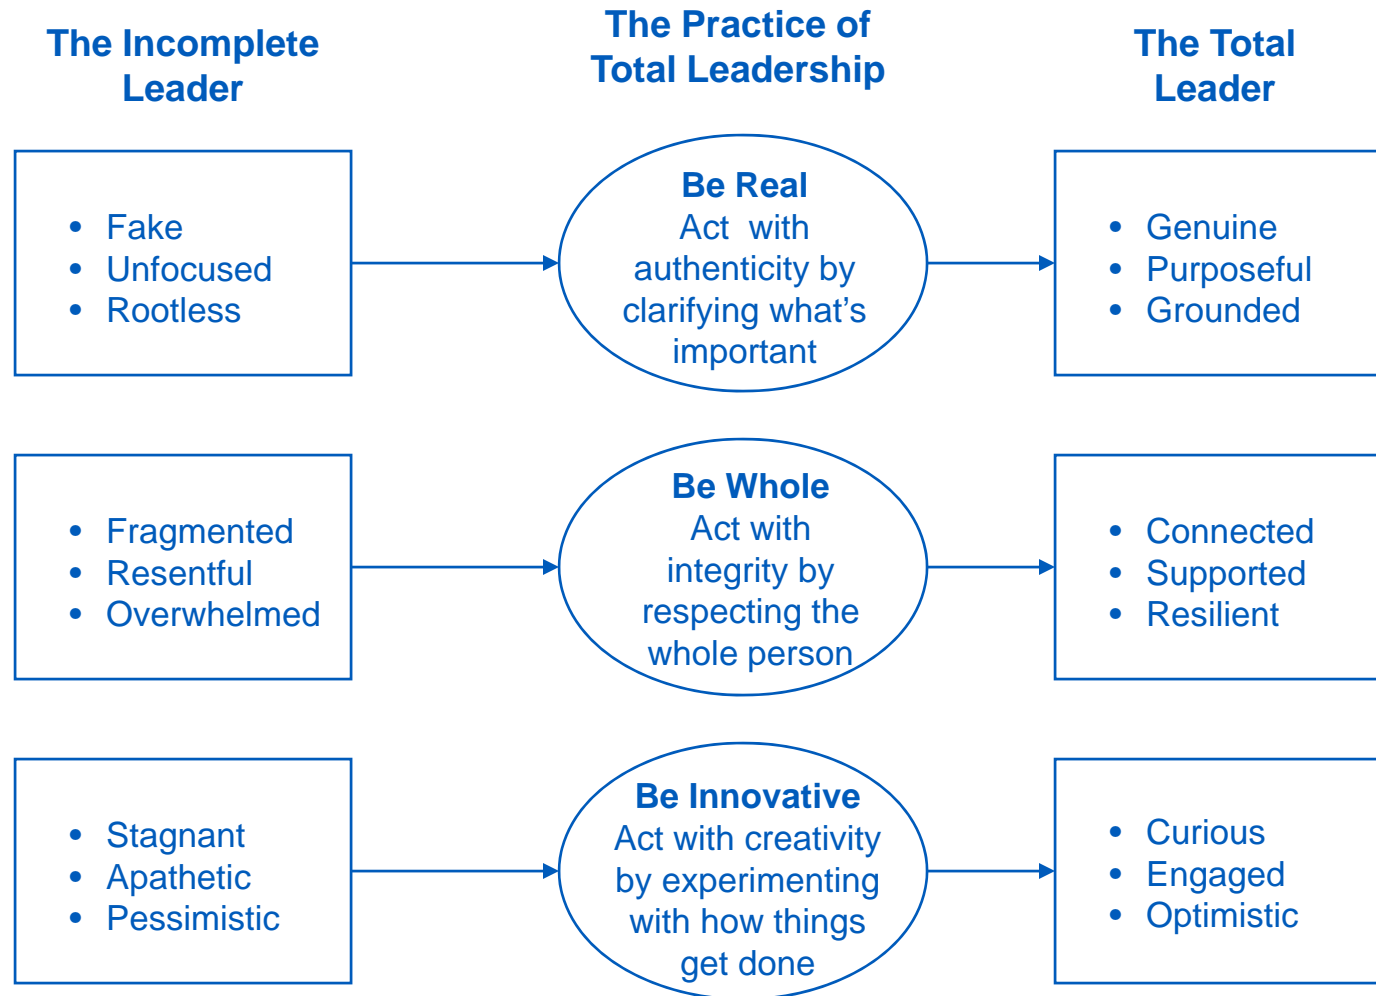 The Incomplete
Leader
The Practice of
Total Leadership
The Total
Leader
• Fake
• Unfocused
• Rootless
Be Real
Act  with
authenticity by
clarifying what’s
important
• Genuine
• Purposeful
• Grounded
• Fragmented
• Resentful
• Overwhelmed
Be Whole
Act with
integrity by
respecting the
whole person
• Connected
• Supported
• Resilient
• Stagnant
• Apathetic
• Pessimistic
Be Innovative
Act with creativity
by experimenting
with how things
get done
• Curious
• Engaged
• Optimistic